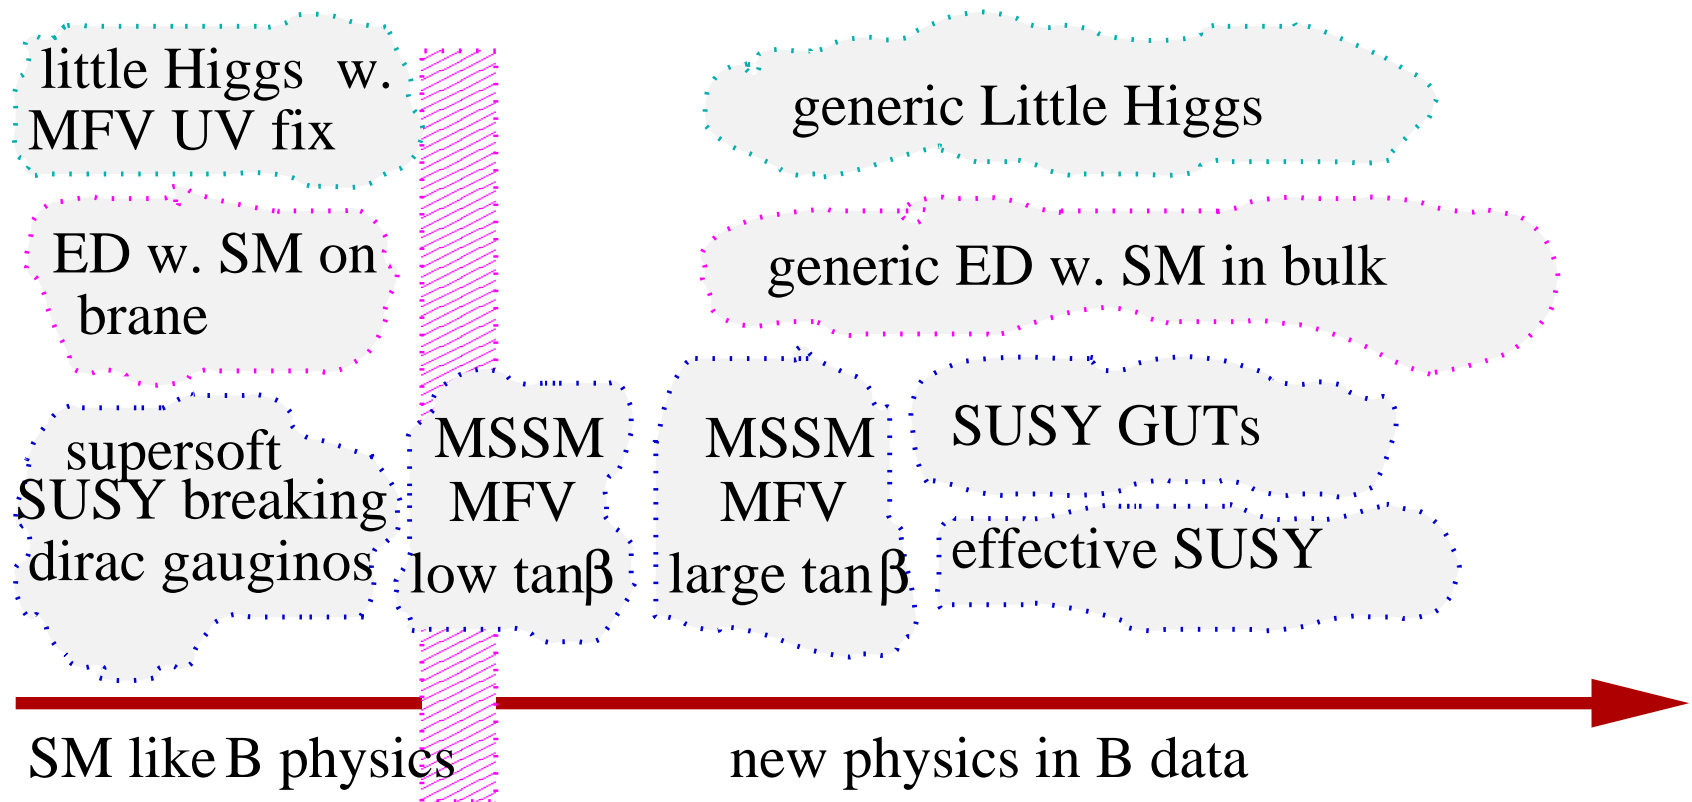 little Higgs w.
MFV UV fix
generic Little Higgs
ED w. SM on
brane
generic ED w. SM in bulk
supersoft
SUSY breaking
dirac gauginos
MSSM
MFV
low tanβ
MSSM
MFV
large tanβ
SUSY GUTs
effective SUSY
SM like B physics
new physics in B data